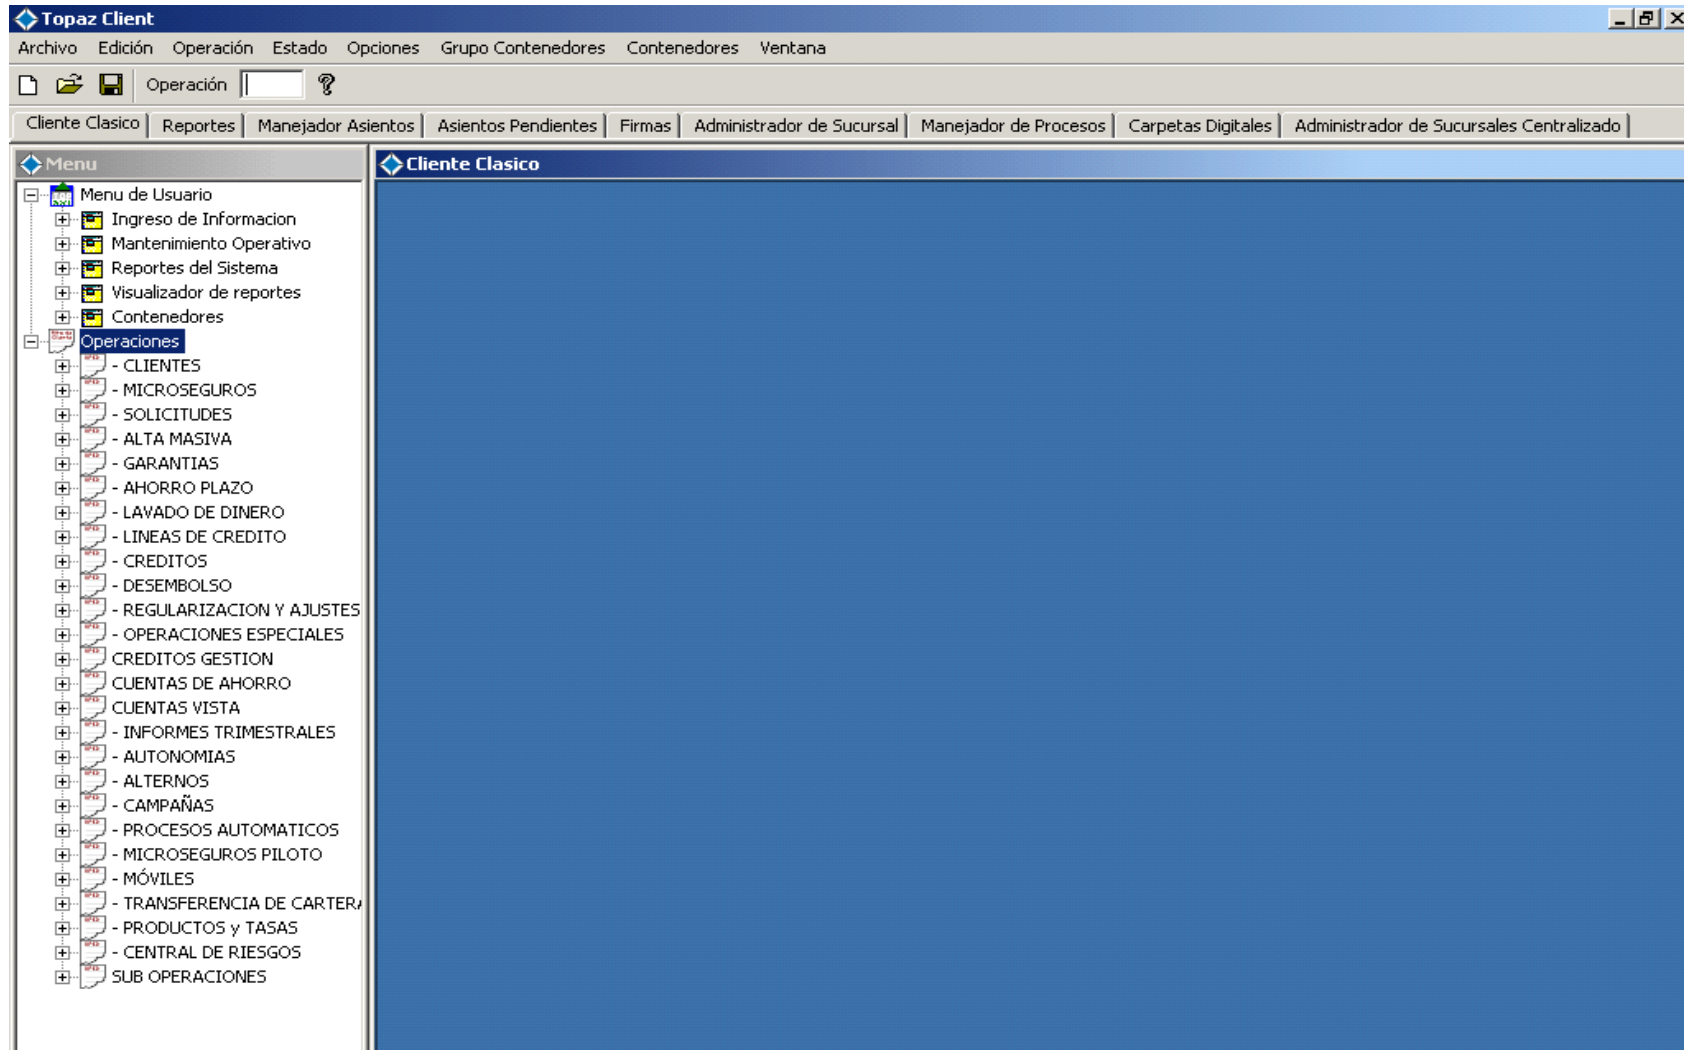 Topaz Client
Archivo Edición Operación Estado Opciones Grupo Contenedores Contenedores Ventana
Operación
Cliente Clasico Reportes Manejador Asientos Asientos Pendientes Firmas Administrador de Sucursal Manejador de Procesos Carpetas Digitales Administrador de Sucursales Centralizado
Menu
Cliente Clasico
Menu de Usuario
Ingreso de Informacion
Mantenimiento Operativo
Reportes del Sistema
Visualizador de reportes
Contenedores
Operaciones
- CLIENTES
- MICROSEGUROS
- SOLICITUDES
- ALTA MASIVA
- GARANTIAS
- AHORRO PLAZO
- LAVADO DE DINERO
- LINEAS DE CREDITO
- CREDITOS
- DESEMBOLSO
- REGULARIZACION Y AJUSTES
- OPERACIONES ESPECIALES
CREDITOS GESTION
CUENTAS DE AHORRO
CUENTAS VISTA
- INFORMES TRIMESTRALES
- AUTONOMIAS
- ALTERNOS
- CAMPAÑAS
- PROCESOS AUTOMATICOS
- MICROSEGUROS PILOTO
- MÓVILES
- TRANSFERENCIA DE CARTERA
- PRODUCTOS y TASAS
- CENTRAL DE RIESGOS
SUB OPERACIONES